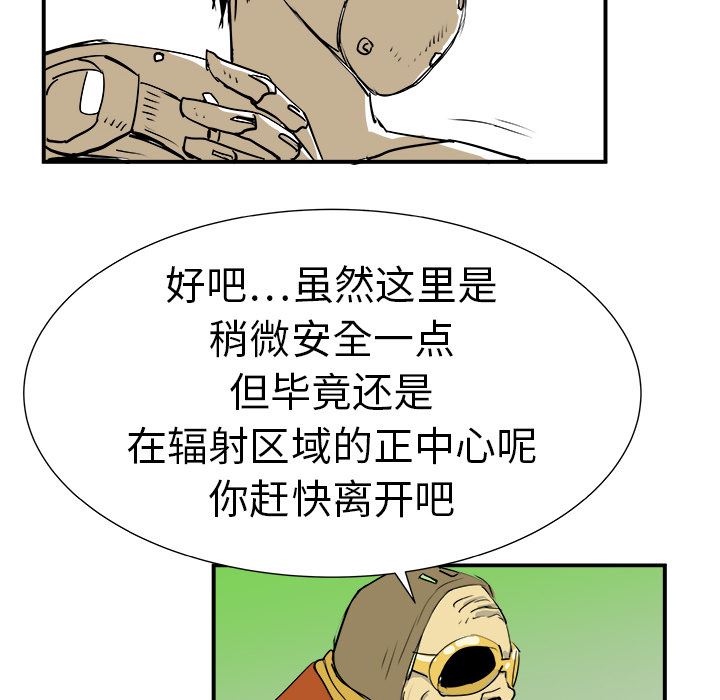 好吧...虽然这里是
稍微安全一点
但毕竟还是
在辐射区域的正中心呢
你赶快离开吧